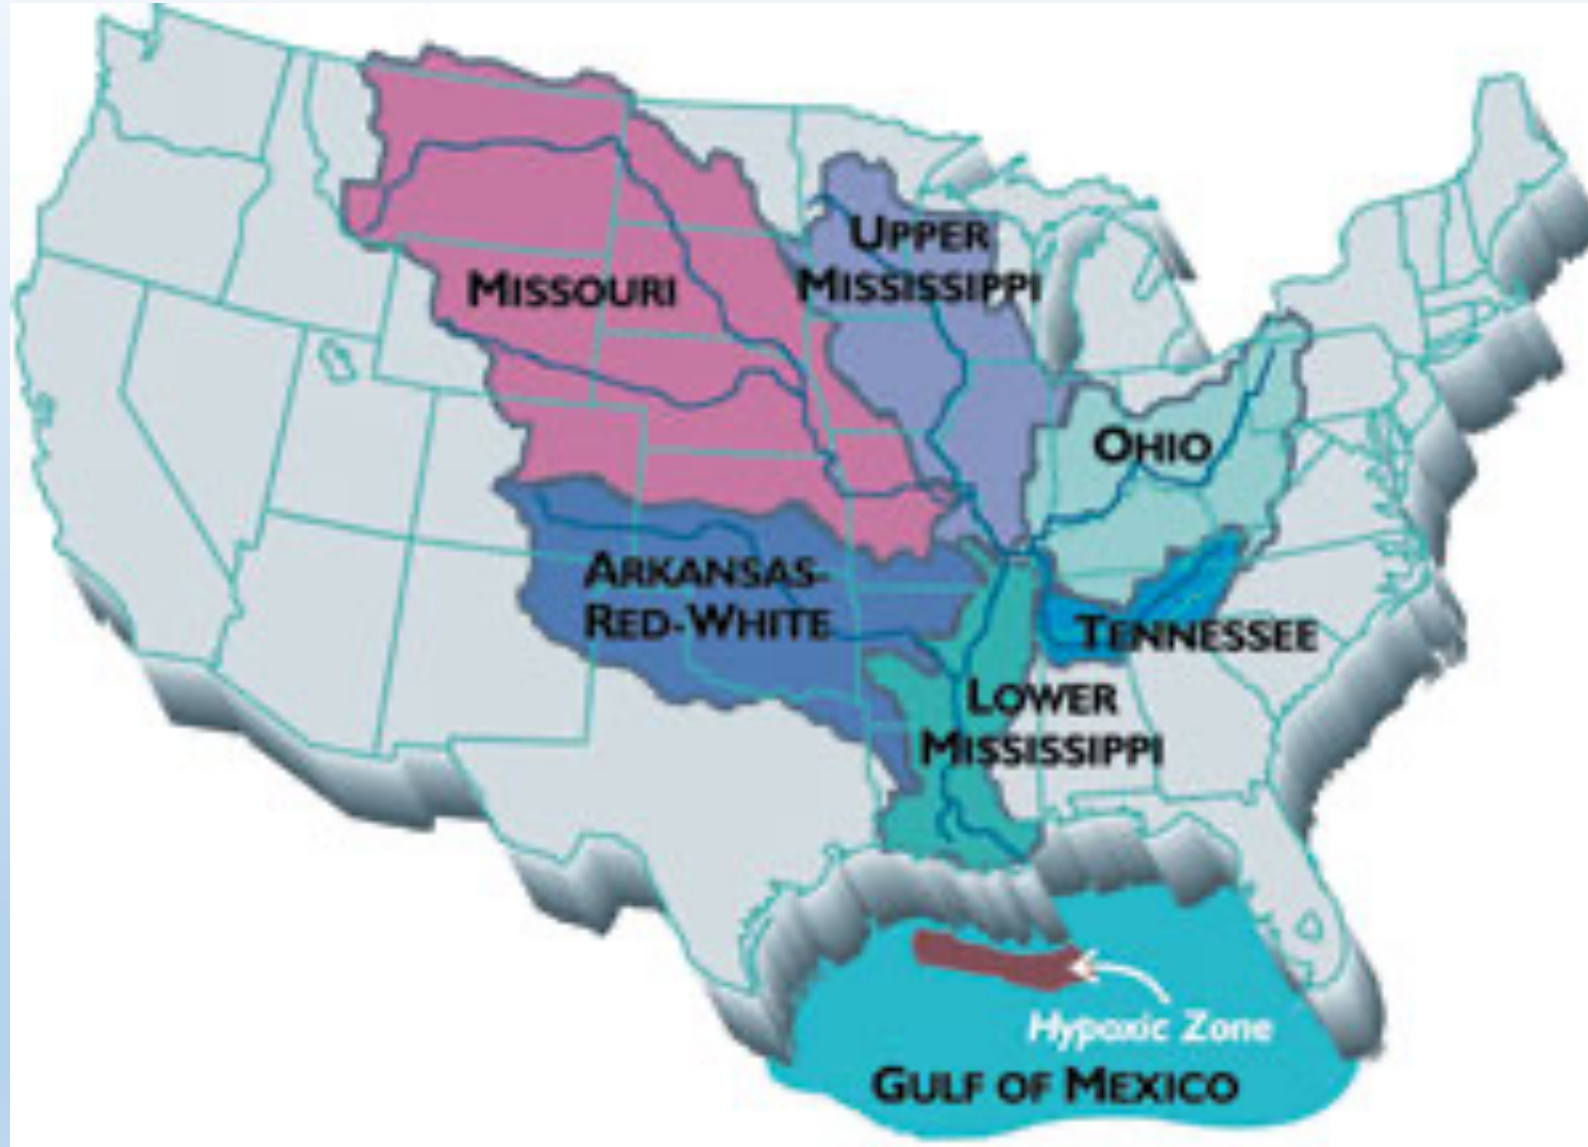 UPPER
MISSISSIPPI
MISSOURI
OHIO
ARKANSAS-
RED-WHITE
TENNESSEE
LOWER
MISSISSIPPI
Hypoxic Zone
GULF OF MEXICO